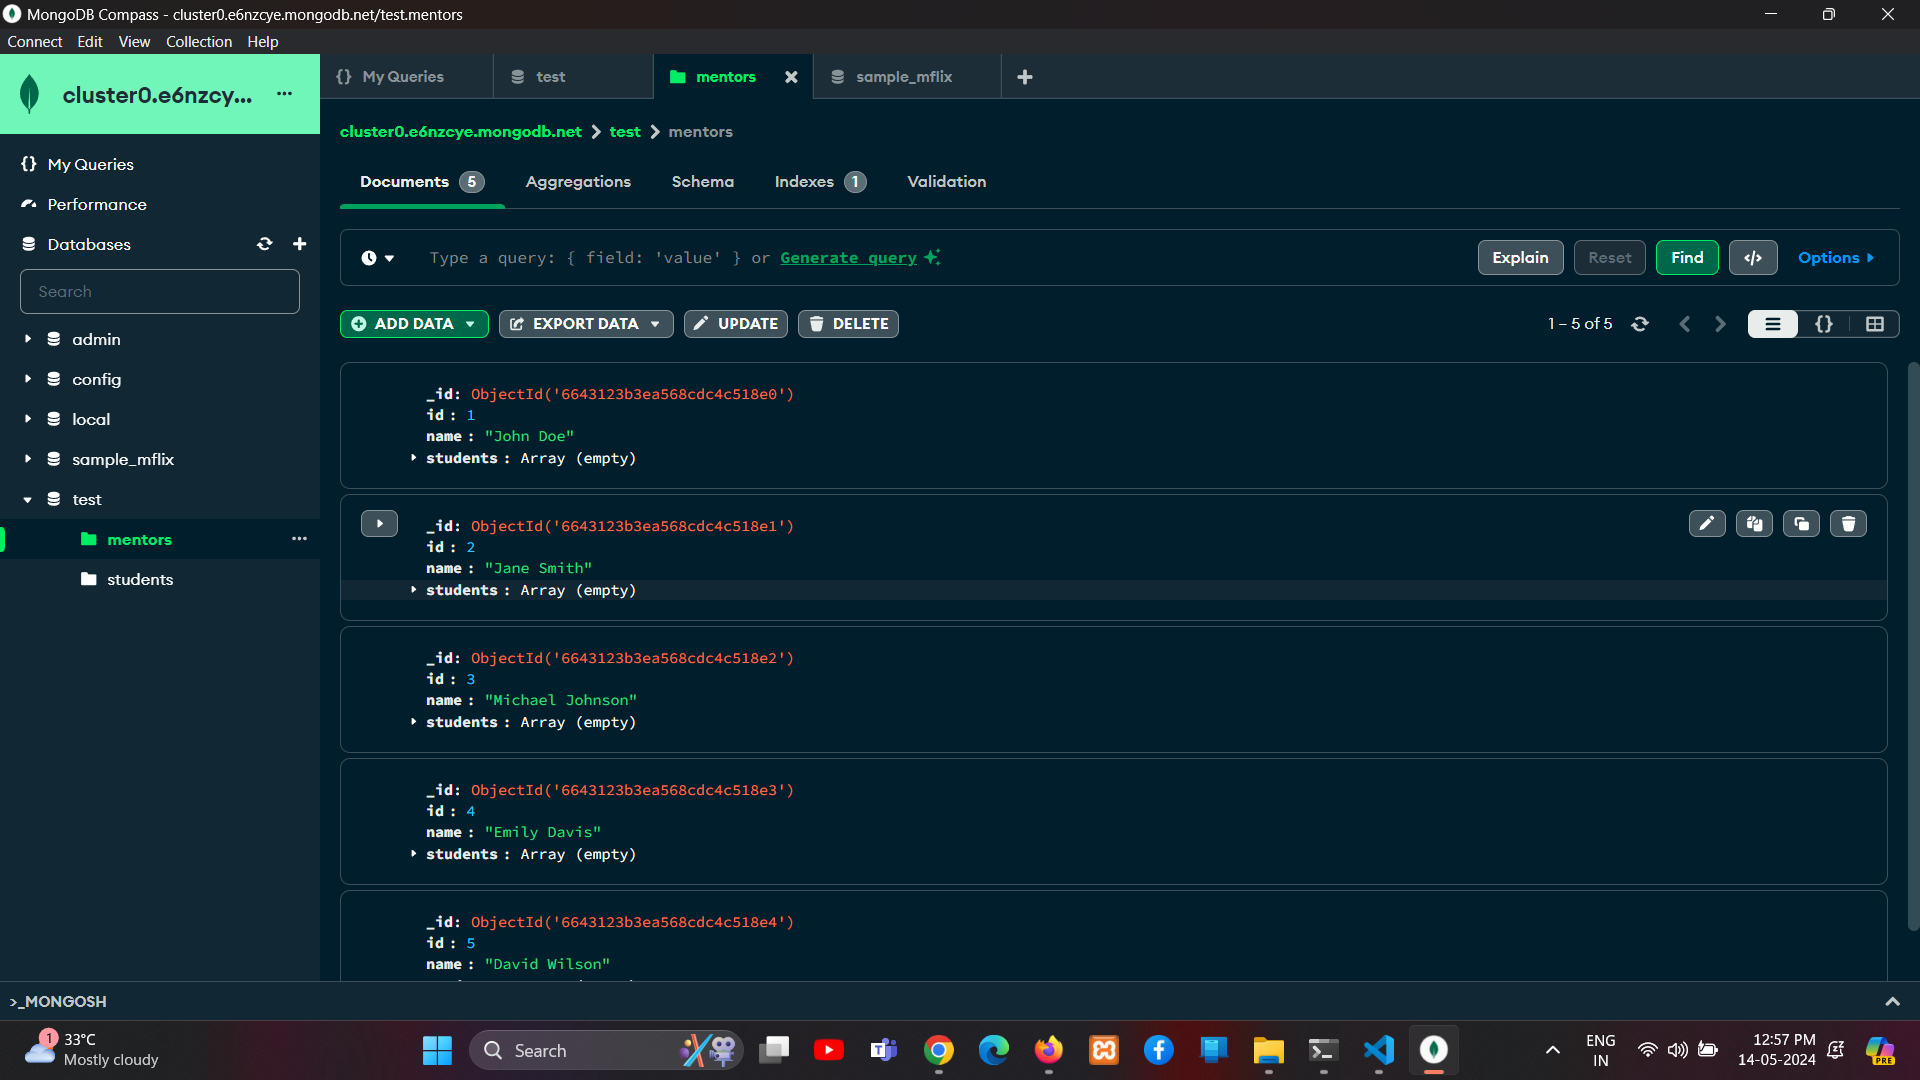 MongoDB Compass - cluster0.e6nzcye.mongodb.net/test.mentors
Connect Edit View Collection Help
cluster0.e6nzcy... ...
{} My Queries
test
mentors
sample_mflix
cluster0.e6nzcye.mongodb.net > test > mentors
My Queries
Performance
Databases
Search
admin
config
local
sample_mflix
test
mentors ...
students
Documents 5 Aggregations Schema Indexes 1 Validation
Type a query: { field: 'value' } or Generate query
Explain Reset Find </> Options
ADD DATA EXPORT DATA UPDATE DELETE
1 – 5 of 5 {}
_id: ObjectId('6643123b3ea568cdc4c518e0')
id : 1
name : "John Doe"
students : Array (empty)
_id: ObjectId('6643123b3ea568cdc4c518e1')
id : 2
name : "Jane Smith"
students : Array (empty)
_id: ObjectId('6643123b3ea568cdc4c518e2')
id : 3
name : "Michael Johnson"
students : Array (empty)
_id: ObjectId('6643123b3ea568cdc4c518e3')
id : 4
name : "Emily Davis"
students : Array (empty)
_id: ObjectId('6643123b3ea568cdc4c518e4')
id : 5
name : "David Wilson"
>_MONGOSH
1
33°C
Mostly cloudy
Search
ENG
IN
12:57 PM
14-05-2024
PRE